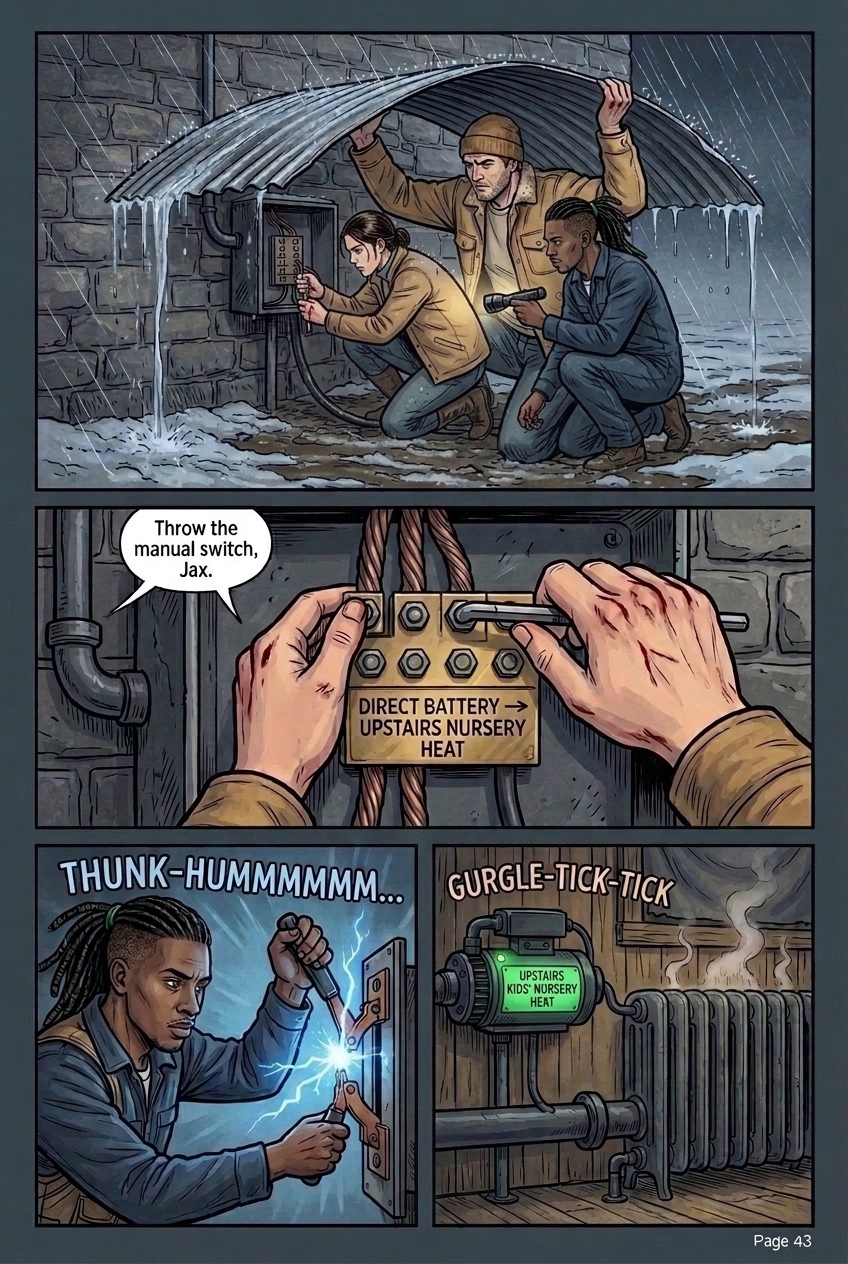 Throw the
manual switch,
Jax.
DIRECT BATTERY →
UPSTAIRS NURSERY
HEAT
THUNK-HUMMMMMM...
GURGLE-TICK-TICK
UPSTAIRS
KIDS' NURSERY
HEAT
Page 43